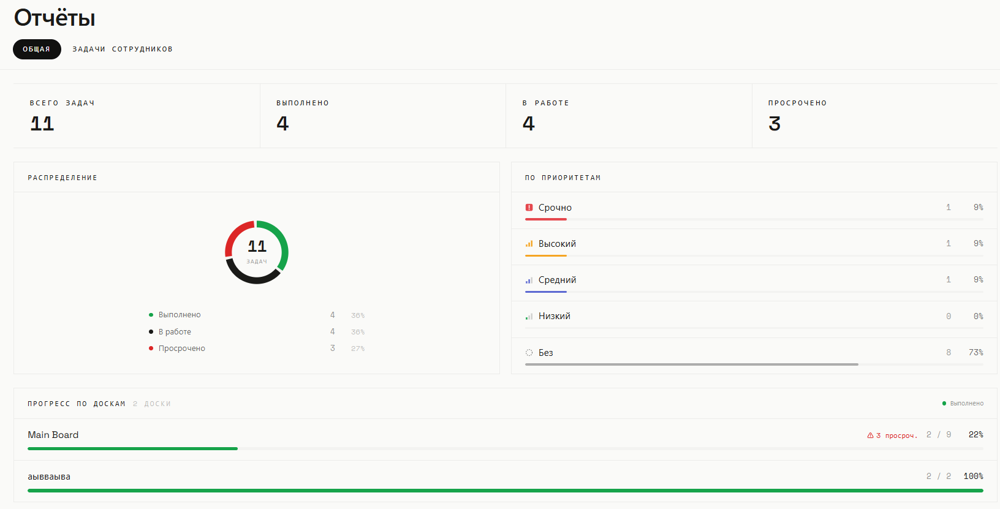 Отчёты
ОБЩАЯ ЗАДАЧИ СОТРУДНИКОВ
ВСЕГО ЗАДАЧ ВЫПОЛНЕНО В РАБОТЕ ПРОСРОЧЕНО
11 4 4 3
РАСПРЕДЕЛЕНИЕ
11
ЗАДАЧ
Выполнено 4 36%
В работе 4 36%
Просрочено 3 27%
ПО ПРИОРИТЕТАМ
Срочно 1 9%
Высокий 1 9%
Средний 1 9%
Низкий 0 0%
Без 8 73%
ПРОГРЕСС ПО ДОСКАМ 2 ДОСКИ Выполнено
Main Board 3 просроч. 2 / 9 22%
аывваыва 2 / 2 100%